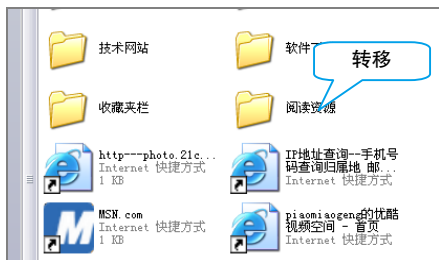 技术网站
软件
转移
收藏夹栏
阅读资源
http---photo.21c...
Internet 快捷方式
1 KB
IP地址查询--手机号
码查询归属地 邮...
Internet 快捷方式
MSN.com
Internet 快捷方式
1 KB
piaomiaogeng的优酷
视频空间 - 首页
Internet 快捷方式